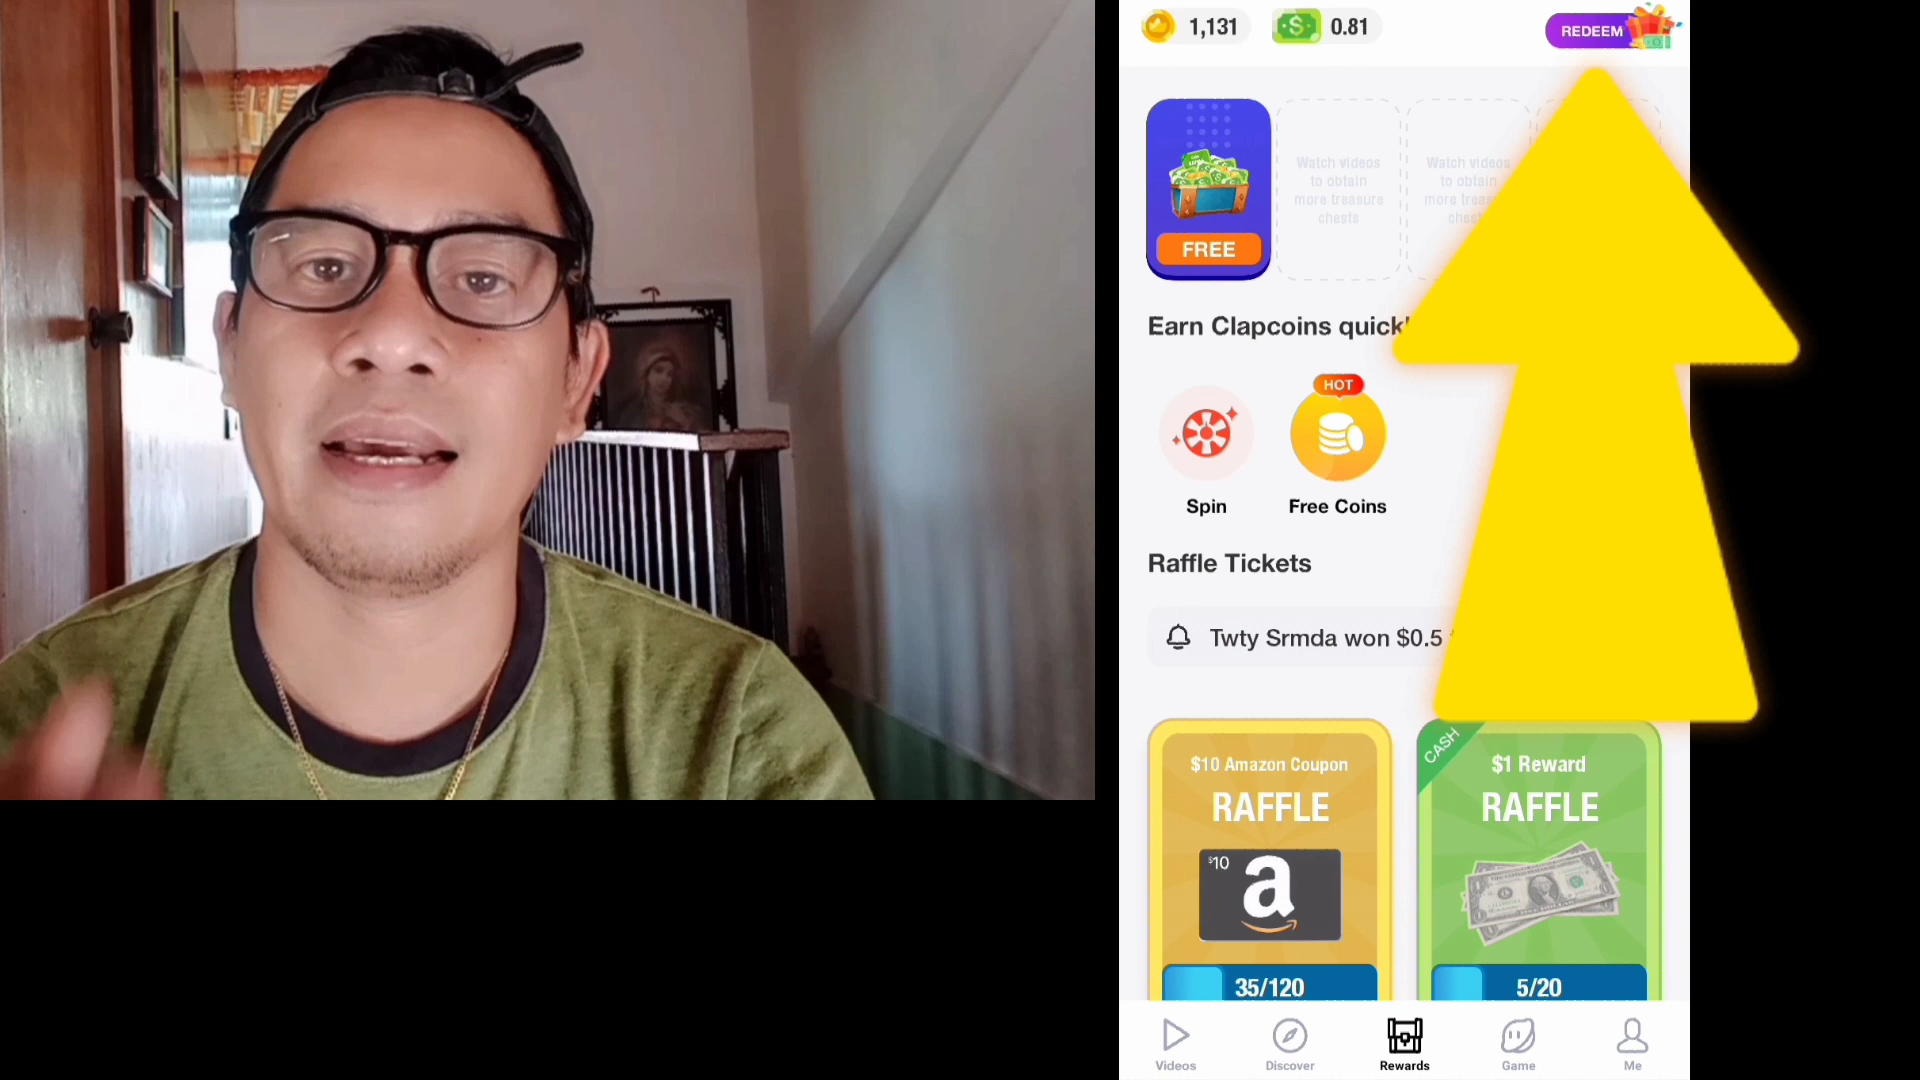 1,131
0.81
REDEEM
Watch videos
to obtain
more treasure
chests
Watch videos
to obtain
FREE
Earn Clapcoins
HOT
Spin
Free Coins
Raffle Tickets
Twty Srmda won $0.5
CASH
$10 Amazon Coupon
RAFFLE
$10
a
$1 Reward
RAFFLE
35/120
5/20
Videos
Discover
Rewards
Game
Me